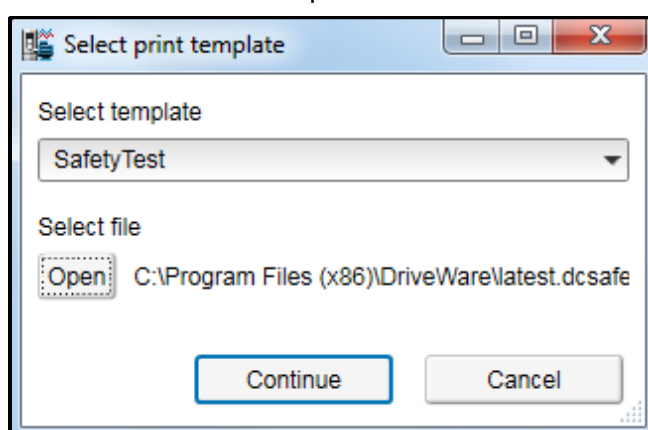 Select print template
Select template
SafetyTest
Select file
Open C:\Program Files (x86)\DriveWare\latest.dcsafe
Continue Cancel